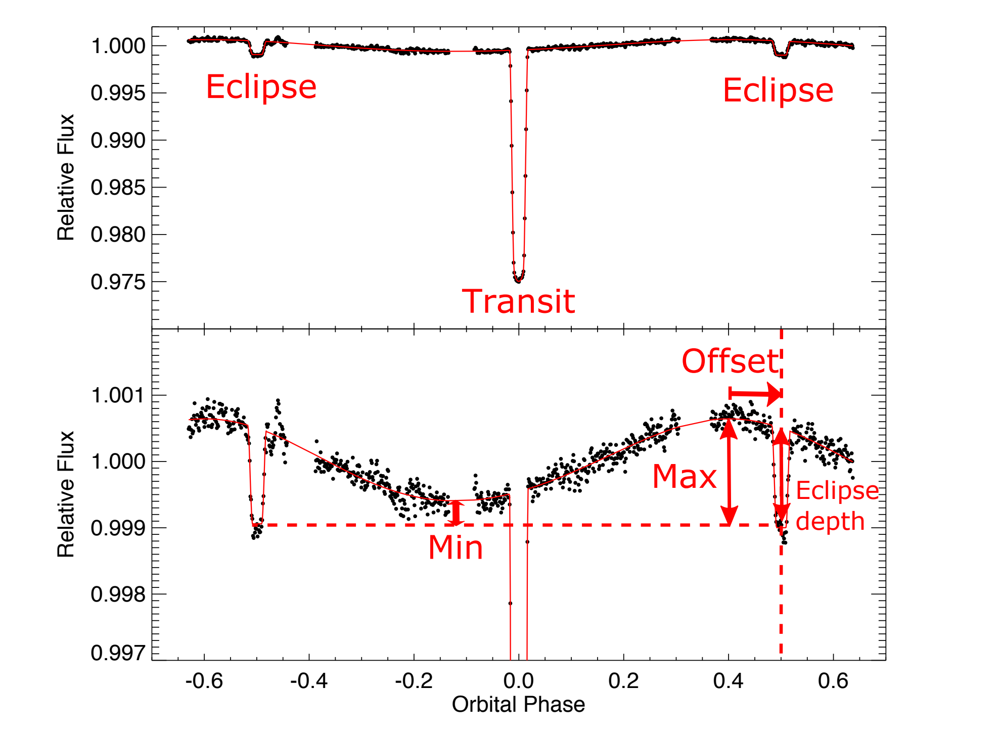 1.000
0.995
0.990
0.985
0.980
0.975
Relative Flux
Eclipse
Eclipse
Transit
1.001
1.000
0.999
0.998
0.997
Relative Flux
Offset
Max
Eclipse
depth
Min
-0.6 -0.4 -0.2 0.0 0.2 0.4 0.6
Orbital Phase